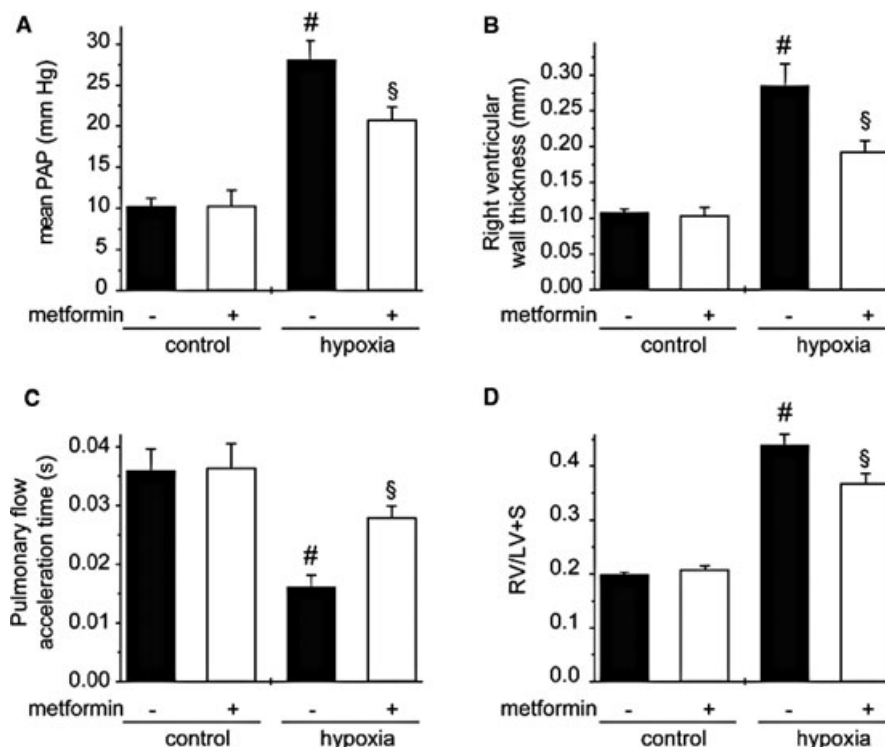 A
mean PAP (mm Hg)
30
25
20
15
10
5
0
#
§
metformin - + - +
control hypoxia
B
Right ventricular
wall thickness (mm)
0.30
0.25
0.20
0.15
0.10
0.05
0.00
#
§
metformin - + - +
control hypoxia
C
Pulmonary flow
acceleration time (s)
0.04
0.03
0.02
0.01
0.00
#
§
metformin - + - +
control hypoxia
D
RV/LV+S
0.4
0.3
0.2
0.1
0.0
#
§
metformin - + - +
control hypoxia